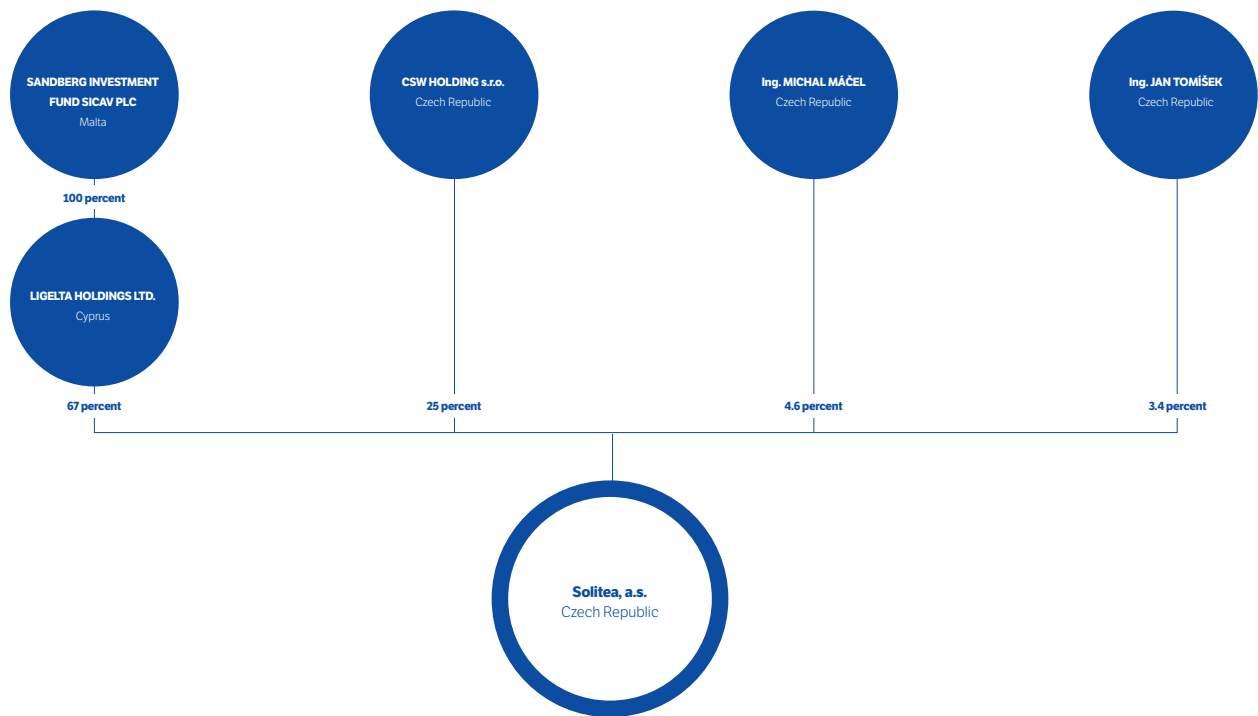 SANDBERG INVESTMENT
FUND SICAV PLC
Malta
CSW HOLDING s.r.o.
Czech Republic
Ing. MICHAL MÁČEL
Czech Republic
Ing. JAN TOMÍŠEK
Czech Republic
100 percent
LIGELTA HOLDINGS LTD.
Cyprus
67 percent
25 percent
4.6 percent
3.4 percent
Solitea, a.s.
Czech Republic